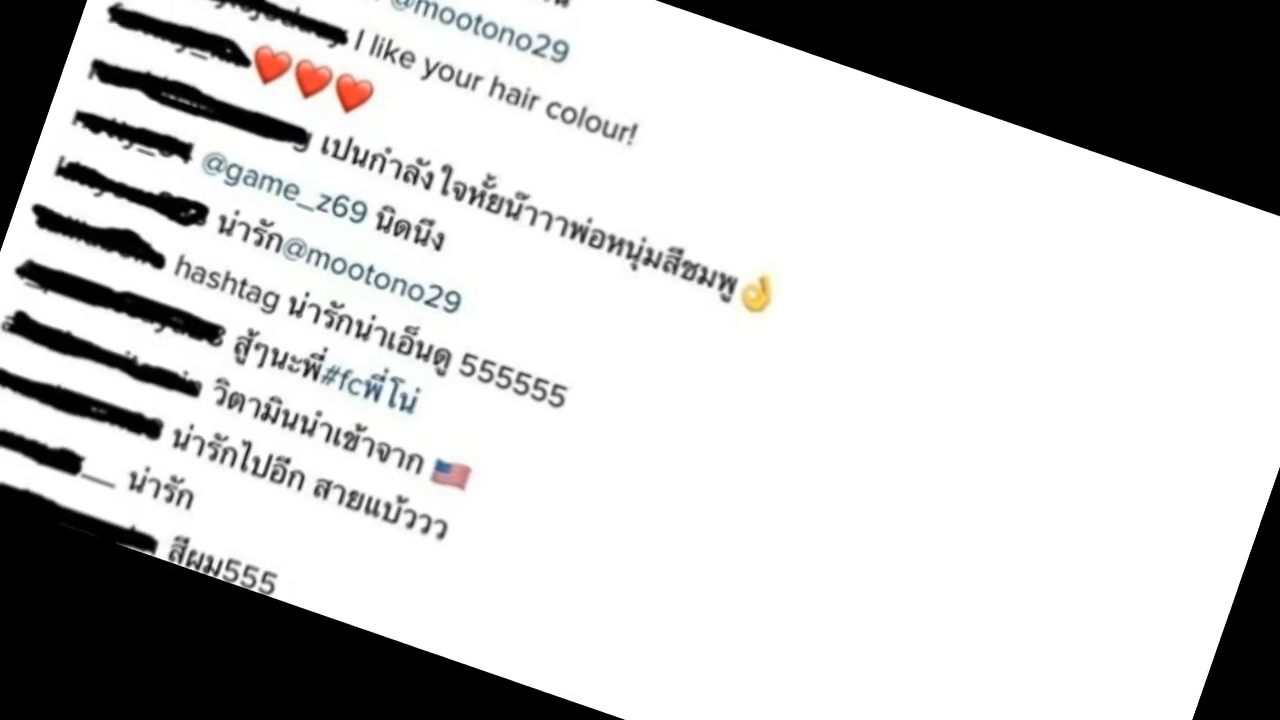 @mootono29
I like your hair colour!
❤️❤️❤️
เปนกำลังใจหั้ยน๊าาาพ่อหนุ่มสีชมพู👌
@game_z69 นิดนึง
น่ารัก@mootono29
hashtag น่ารักน่าเอ็นดู 555555
สู้ๆนะพี่#fcพี่โน่
วิตามินนำเข้าจาก 🇺🇸
น่ารักไปอีก สายแบ้ววว
น่ารัก
สีผม555